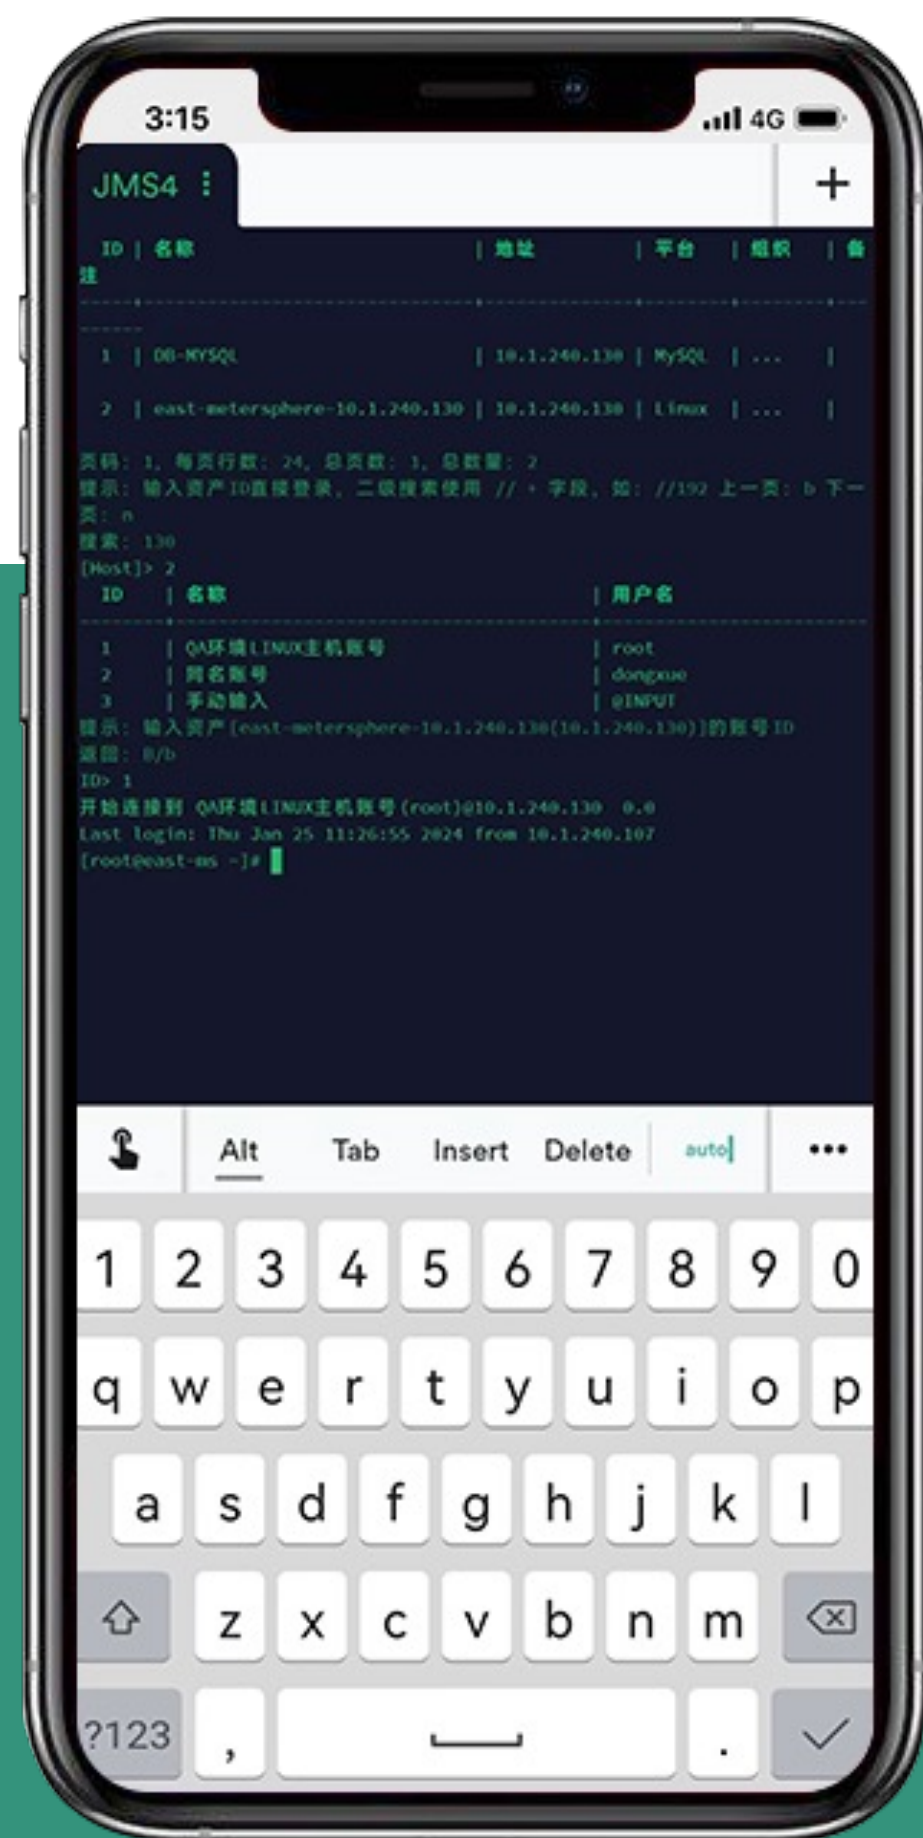 3:15 4G
JMS4 +
ID | 名称 | 地址 | 平台 | 组织 | 备
注
1 | DB-MYSQL | 10.1.240.130 | MySQL | ... |
2 | east-metersphere-10.1.240.130 | 10.1.240.130 | Linux | ... |
页码: 1, 每页行数: 24, 总页数: 1, 总数量: 2
提示: 输入资产ID直接登录, 二级搜索使用 // + 字段, 如: //192 上一页: b 下一
页: n
搜索: 130
[Host]> 2
ID | 名称 | 用户名
1 | QA环境LINUX主机账号 | root
2 | 同名账号 | dongxue
3 | 手动输入 | @INPUT
提示: 输入资产[east-metersphere-10.1.240.130(10.1.240.130)]的账号ID
返回: B/b
ID> 1
开始连接到 QA环境LINUX主机账号(root)@10.1.240.130 0.0
Last login: Thu Jan 25 11:26:55 2024 from 10.1.240.107
[root@east-ms ~]#
Alt Tab Insert Delete auto ...
1 2 3 4 5 6 7 8 9 0
q w e r t y u i o p
a s d f g h j k l
z x c v b n m
?123 , .